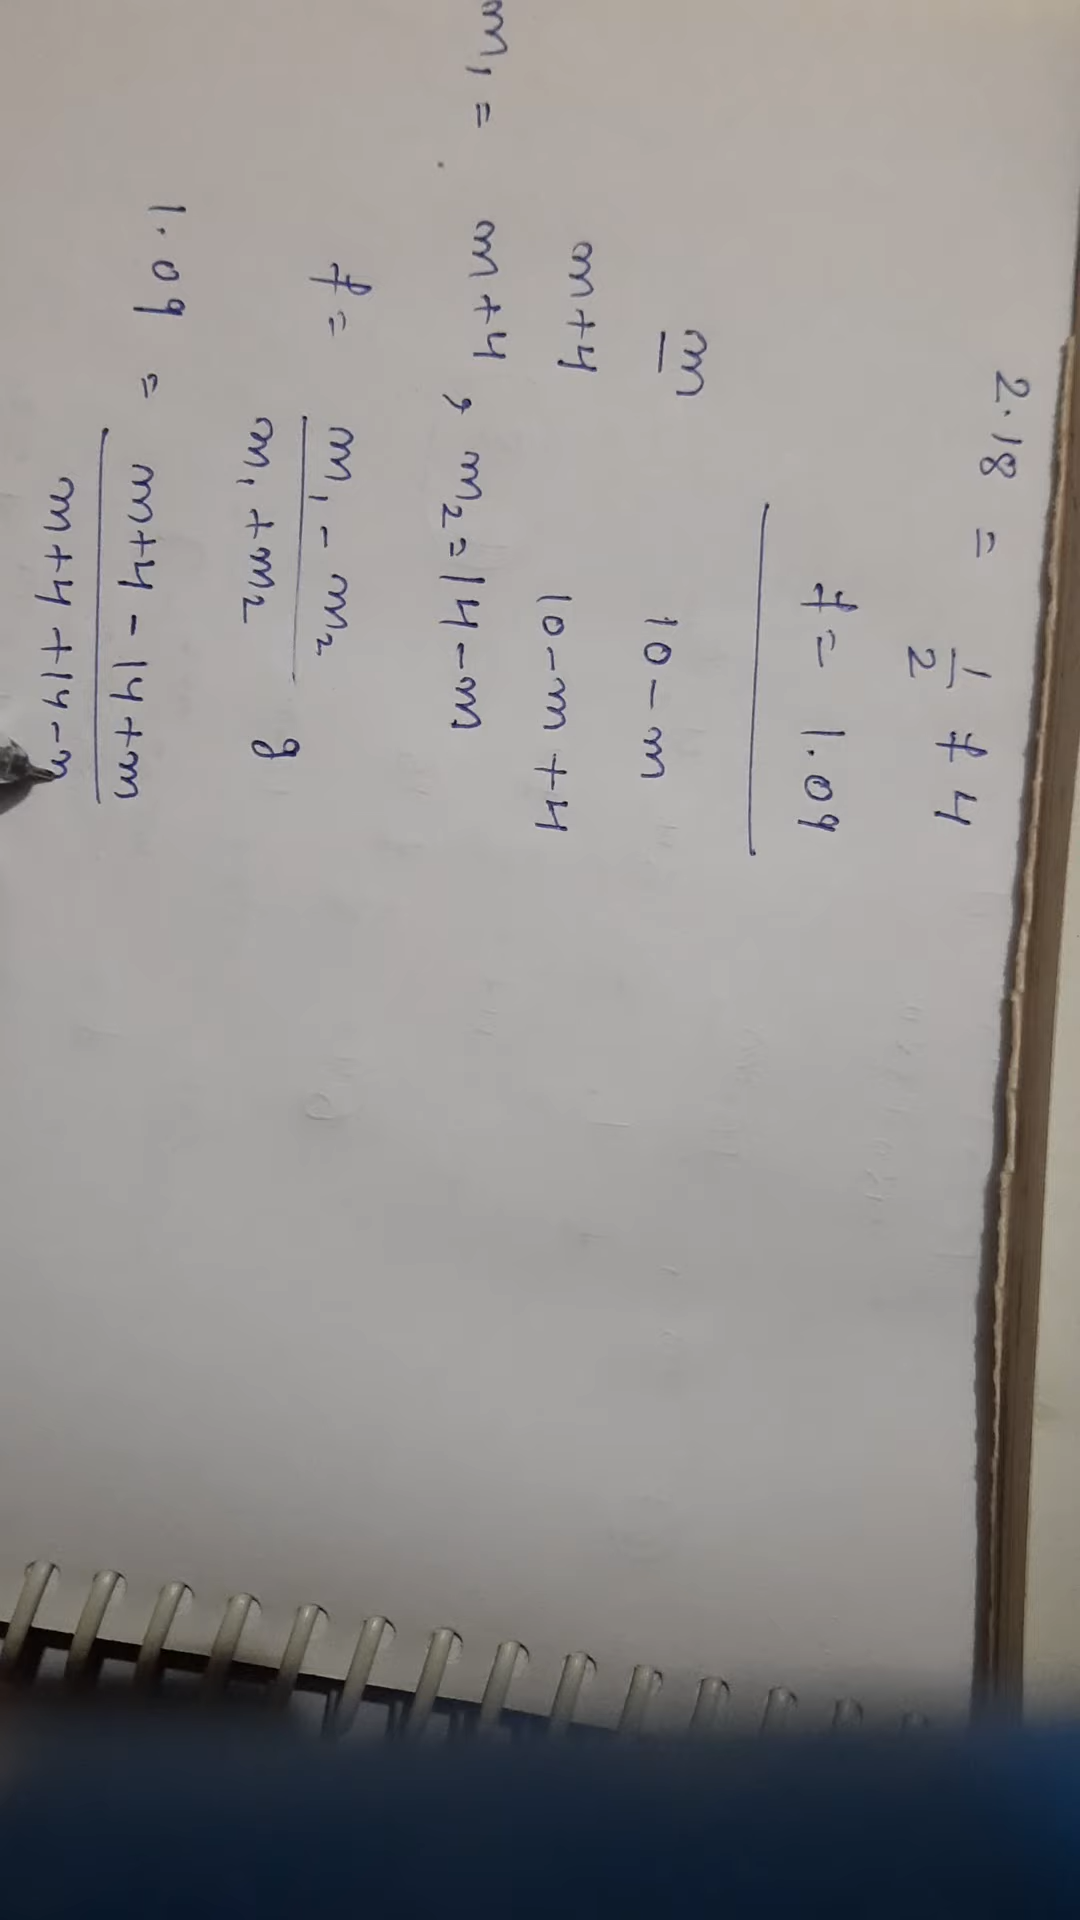 2.18 = 1/2 f 4
f = 1.09
m 10-m
m+4 10-m+4
m₁ = m+4, m₂=14-m
f = m₁-m₂/m₁+m₂ g
1.09 = m+4-14+m/m+4+14-m